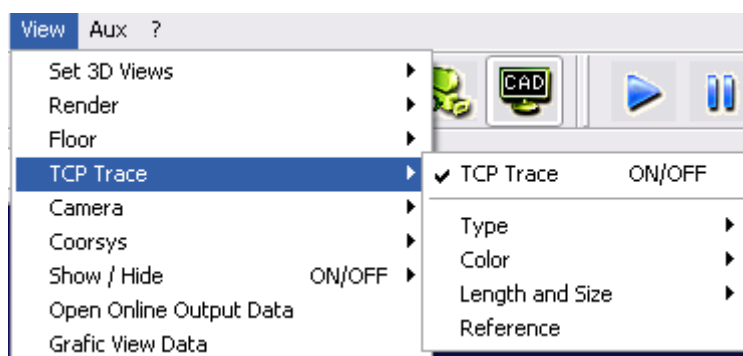 View Aux ?
Set 3D Views
Render
Floor
TCP Trace
Camera
Coorsys
Show / Hide ON/OFF
Open Online Output Data
Grafic View Data
CAD
TCP Trace ON/OFF
Type
Color
Length and Size
Reference